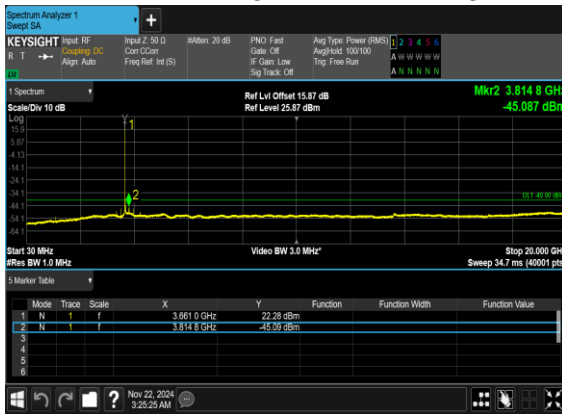 Spectrum Analyzer 1
Swept SA
+
KEYSIGHT Input: RF Input Z: 50 Ω #Atten: 20 dB PNO: Fast Avg Type: Power (RMS) 1 2 3 4 5 6
R T Coupling: DC Corr CCorr Gate: Off Avg|Hold: 100/100 A W W W W W
Align: Auto Freq Ref: Int (S) IF Gain: Low Trig: Free Run
Sig Track: Off A N N N N N
1 Spectrum Ref Lvl Offset 15.87 dB Mkr2 3.814 8 GHz
Scale/Div 10 dB Ref Level 25.87 dBm -45.087 dBm
Log
15.9 1
5.87
-4.13
-14.1
-24.1
-34.1 2 DL1 -40.00 dBm
-44.1
-54.1
-64.1
Start 30 MHz Video BW 3.0 MHz* Stop 20.000 GHz
#Res BW 1.0 MHz Sweep 34.7 ms (40001 pts)
5 Marker Table
Mode Trace Scale X Y Function Function Width Function Value
1 N 1 f 3.661 0 GHz 22.28 dBm
2 N 1 f 3.814 8 GHz -45.09 dBm
3
4
5
6
? Nov 22, 2024
3:25:25 AM